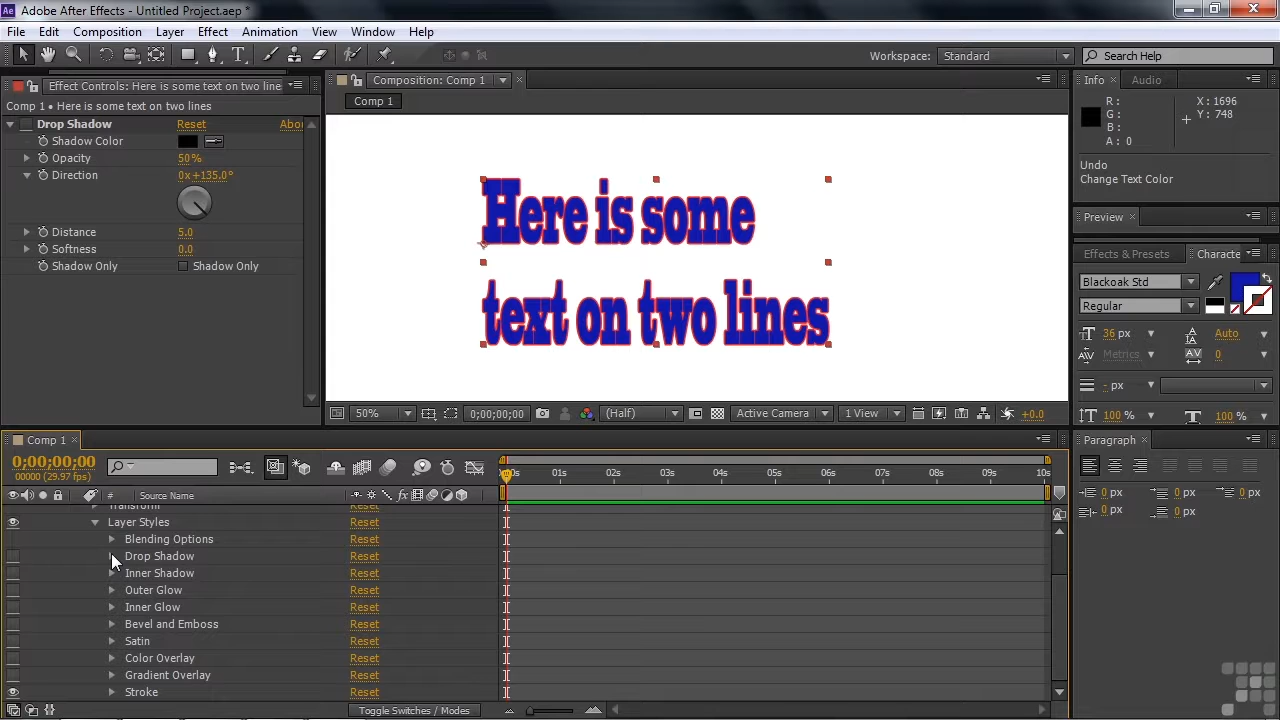 Ae Adobe After Effects - Untitled Project.aep *
File Edit Composition Layer Effect Animation View Window Help
Workspace: Standard Search Help
Effect Controls: Here is some text on two line
Comp 1 • Here is some text on two lines
Drop Shadow Reset Abou
Shadow Color
Opacity 50%
Direction 0x+135.0°
Distance 5.0
Softness 0.0
Shadow Only Shadow Only
Composition: Comp 1
Comp 1
Here is some
text on two lines
50% 0;00;00;00 (Half) Active Camera 1 View +0.0
Info Audio
R: X: 1696
G: Y: 748
B:
A: 0
Undo
Change Text Color
Preview
Effects & Presets Characte
Blackoak Std
Regular
36 px Auto
Metrics 0
- px
100 % 100 %
Comp 1
0;00;00;00
00000 (29.97 fps)
00s 01s 02s 03s 04s 05s 06s 07s 08s 09s 10s
# Source Name fx
Transform Reset
Layer Styles Reset
Blending Options Reset
Drop Shadow Reset
Inner Shadow Reset
Outer Glow Reset
Inner Glow Reset
Bevel and Emboss Reset
Satin Reset
Color Overlay Reset
Gradient Overlay Reset
Stroke Reset
Toggle Switches / Modes
Paragraph
0 px 0 px 0 px
0 px 0 px